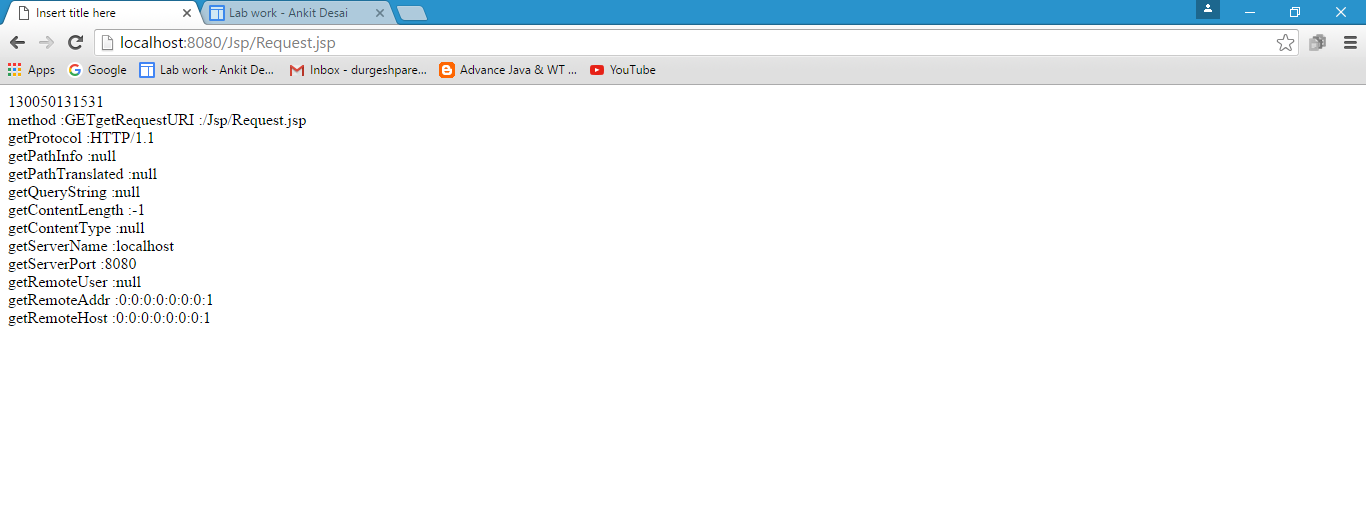 Insert title here
Lab work - Ankit Desai
localhost:8080/Jsp/Request.jsp
Apps
Google
Lab work - Ankit De...
Inbox - durgeshpare...
Advance Java & WT ...
YouTube
130050131531
method :GETgetRequestURI :/Jsp/Request.jsp
getProtocol :HTTP/1.1
getPathInfo :null
getPathTranslated :null
getQueryString :null
getContentLength :-1
getContentType :null
getServerName :localhost
getServerPort :8080
getRemoteUser :null
getRemoteAddr :0:0:0:0:0:0:0:1
getRemoteHost :0:0:0:0:0:0:0:1